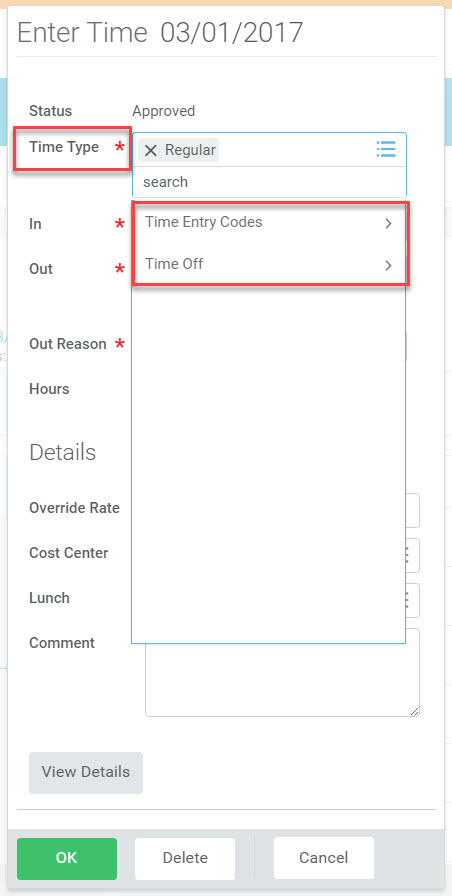 Enter Time 03/01/2017
Status Approved
Time Type * × Regular
search
In *
Time Entry Codes >
Out *
Time Off >
Out Reason *
Hours
Details
Override Rate
Cost Center
Lunch
Comment
View Details
OK Delete Cancel